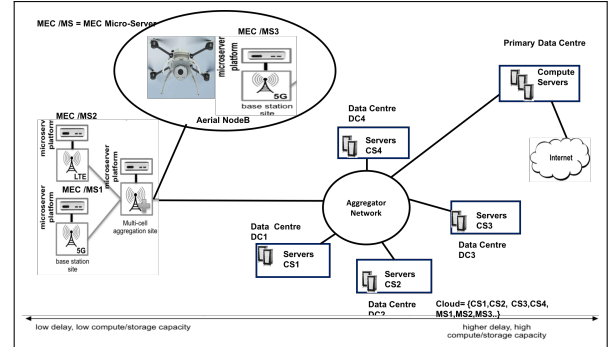 MEC /MS = MEC Micro-Server
MEC /MS3
microserver
platform
5G
base station
site
Aerial NodeB
Primary Data Centre
Compute
Servers
Internet
MEC /MS2
microserver
platform
LTE
MEC /MS1
microserver
platform
5G
base station
site
microserver
platform
Multi-cell
aggregation site
Data Centre
DC4
Servers
CS4
Aggregator
Network
Servers
CS3
Data Centre
DC3
Data Centre
DC1
Servers
CS1
Servers
CS2
Data Centre
DC2
Cloud= {CS1,CS2, CS3,CS4,
MS1,MS2,MS3..}
low delay, low compute/storage capacity
higher delay, high
compute/storage capacity